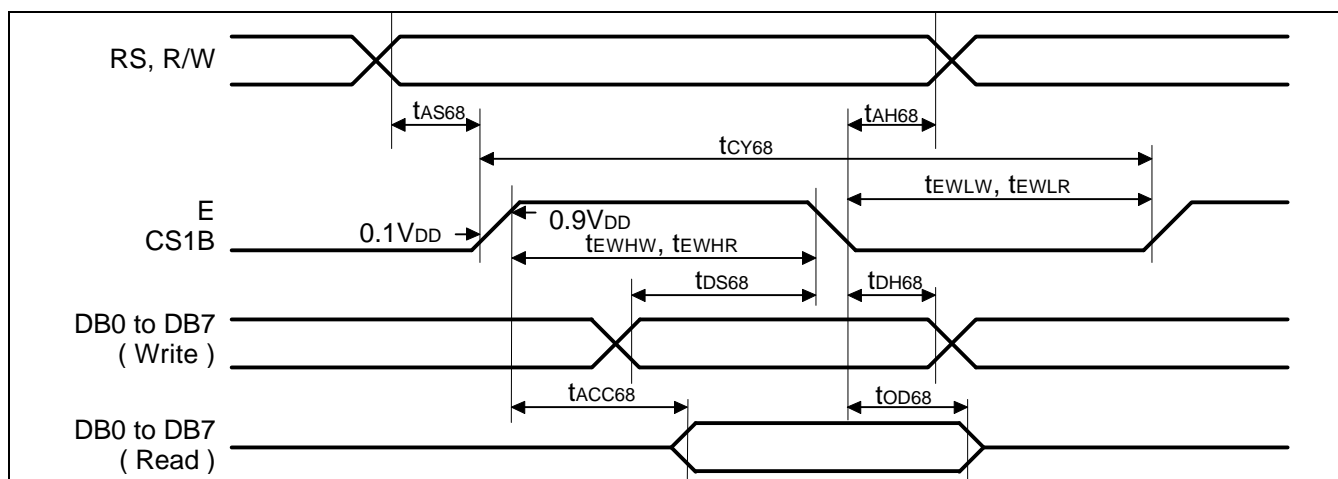 RS, R/W
tAS68
tAH68
tCY68
tEWLW, tEWLR
E
CS1B
0.1VDD
0.9VDD
tEWHW, tEWHR
tDS68
tDH68
DB0 to DB7
( Write )
tACC68
tOD68
DB0 to DB7
( Read )